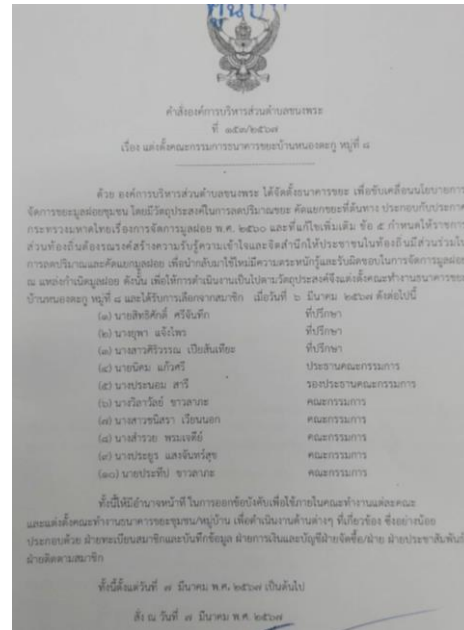 คำสั่งองค์การบริหารส่วนตำบลขนงพระ
ที่ ๑๕๓/๒๕๖๗
เรื่อง แต่งตั้งคณะกรรมการธนาคารขยะบ้านหนองตะกู หมู่ที่ ๘
ด้วย องค์การบริหารส่วนตำบลขนงพระ ได้จัดตั้งธนาคารขยะ เพื่อขับเคลื่อนนโยบายการ
จัดการขยะมูลฝอยชุมชน โดยมีวัตถุประสงค์ในการลดปริมาณขยะ คัดแยกขยะที่ต้นทาง ประกอบกับประกาศ
กระทรวงมหาดไทยเรื่องการจัดการมูลฝอย พ.ศ. ๒๕๖๐ และที่แก้ไขเพิ่มเติม ข้อ ๕ กำหนดให้ราชการ
ส่วนท้องถิ่นต้องรณรงค์สร้างความรับรู้ความเข้าใจและจิตสำนึกให้ประชาชนในท้องถิ่นมีส่วนร่วมใน
การลดปริมาณและคัดแยกมูลฝอย เพื่อนำกลับมาใช้ใหม่มีความตระหนักรู้และรับผิดชอบในการจัดการมูลฝอย
ณ แหล่งกำเนิดมูลฝอย ดังนั้น เพื่อให้การดำเนินงานเป็นไปตามวัตถุประสงค์จึงแต่งตั้งคณะทำงานธนาคารขยะ
บ้านหนองตะกู หมู่ที่ ๘ และได้รับการเลือกจากสมาชิก เมื่อวันที่ ๖ มีนาคม ๒๕๖๗ ดังต่อไปนี้
(๑) นายสิทธิศักดิ์ ศรีจันทึก ที่ปรึกษา
(๒) นางยุพา แจ้งไพร ที่ปรึกษา
(๓) นางสาวศิริวรรณ เปียสันเทียะ ที่ปรึกษา
(๔) นายนิคม แก้วศรี ประธานคณะกรรมการ
(๕) นางประนอม สารี รองประธานคณะกรรมการ
(๖) นางวิลาวัลย์ ชาวลาภะ คณะกรรมการ
(๗) นางสาวชนิสรา เวียนนอก คณะกรรมการ
(๘) นางสำรวย พรมเจดีย์ คณะกรรมการ
(๙) นางประยูร แสงจันทร์สุข คณะกรรมการ
(๑๐) นายประทีป ชาวลาภะ คณะกรรมการ
ทั้งนี้ให้มีอำนาจหน้าที่ ในการออกข้อบังคับเพื่อใช้ภายในคณะทำงานแต่ละคณะ
และแต่งตั้งคณะทำงานธนาคารขยะชุมชน/หมู่บ้าน เพื่อดำเนินงานด้านต่างๆ ที่เกี่ยวข้อง ซึ่งอย่างน้อย
ประกอบด้วย ฝ่ายทะเบียนสมาชิกและบันทึกข้อมูล ฝ่ายการเงินและบัญชีฝ่ายจัดซื้อ/จ่าย ฝ่ายประชาสัมพันธ์
ฝ่ายติดตามสมาชิก
ทั้งนี้ตั้งแต่วันที่ ๗ มีนาคม พ.ศ. ๒๕๖๗ เป็นต้นไป
สั่ง ณ วันที่ ๗ มีนาคม พ.ศ. ๒๕๖๗